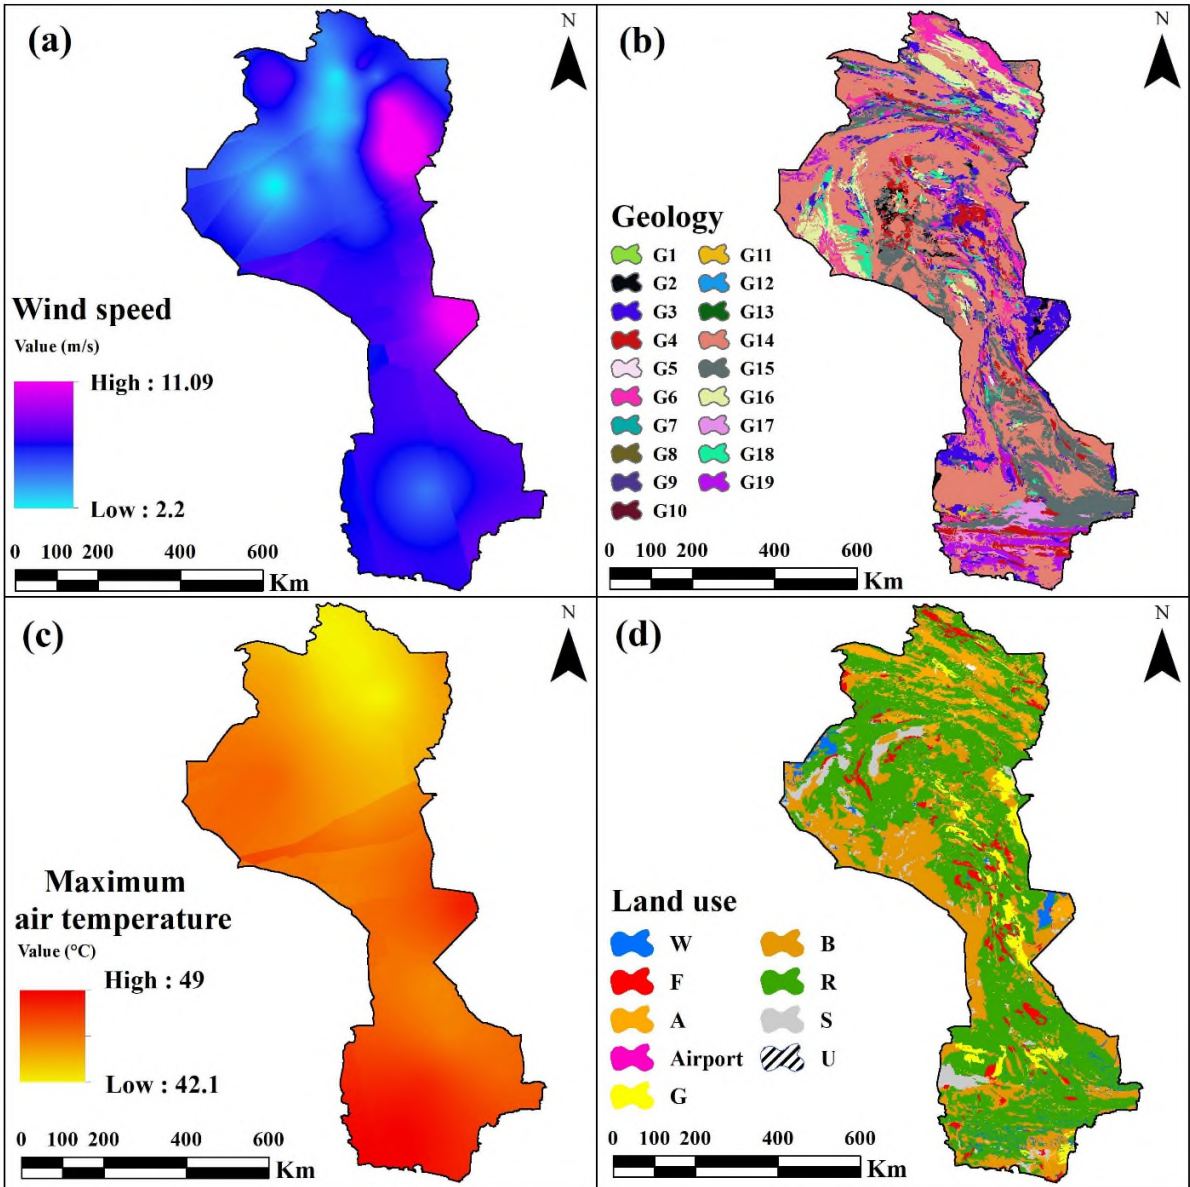 (a)
N
Wind speed
Value (m/s)
High : 11.09
Low : 2.2
0 100 200 400 600
Km
(b)
N
Geology
G1 G11
G2 G12
G3 G13
G4 G14
G5 G15
G6 G16
G7 G17
G8 G18
G9 G19
G10
0 100 200 400 600
Km
(c)
N
Maximum
air temperature
Value (°C)
High : 49
Low : 42.1
0 100 200 400 600
Km
(d)
N
Land use
W B
F R
A S
Airport U
G
0 100 200 400 600
Km